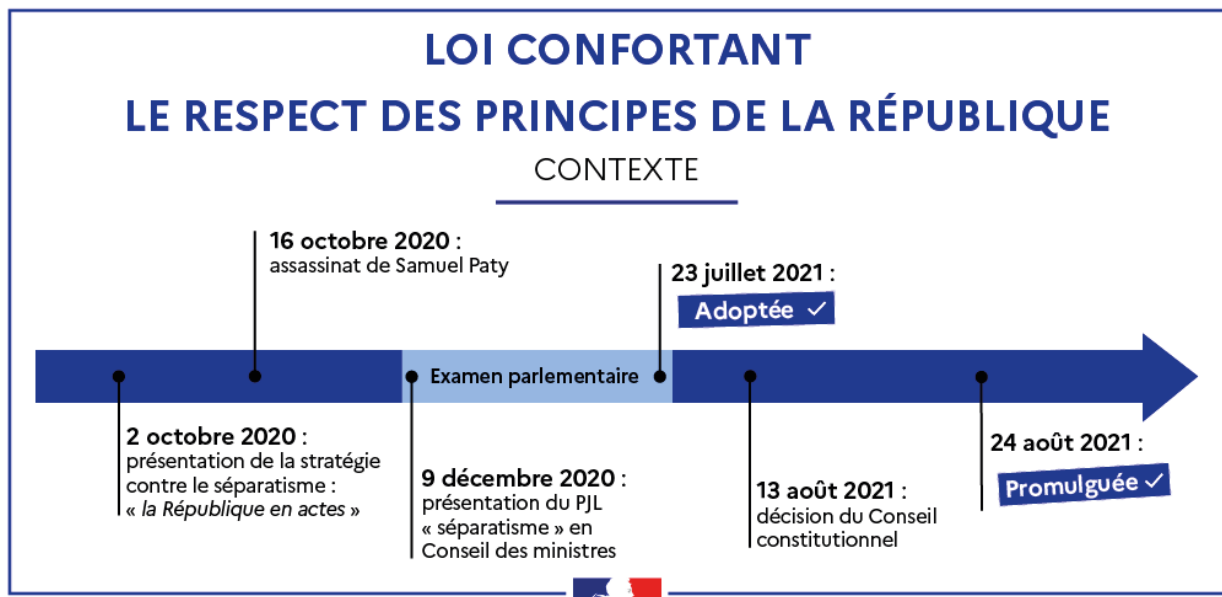 LOI CONFORTANT
LE RESPECT DES PRINCIPES DE LA RÉPUBLIQUE
CONTEXTE
16 octobre 2020 :
assassinat de Samuel Paty
23 juillet 2021 :
Adoptée ✓
Examen parlementaire
2 octobre 2020 :
présentation de la stratégie
contre le séparatisme :
« la République en actes »
9 décembre 2020 :
présentation du PJL
« séparatisme » en
Conseil des ministres
13 août 2021 :
décision du Conseil
constitutionnel
24 août 2021 :
Promulguée ✓